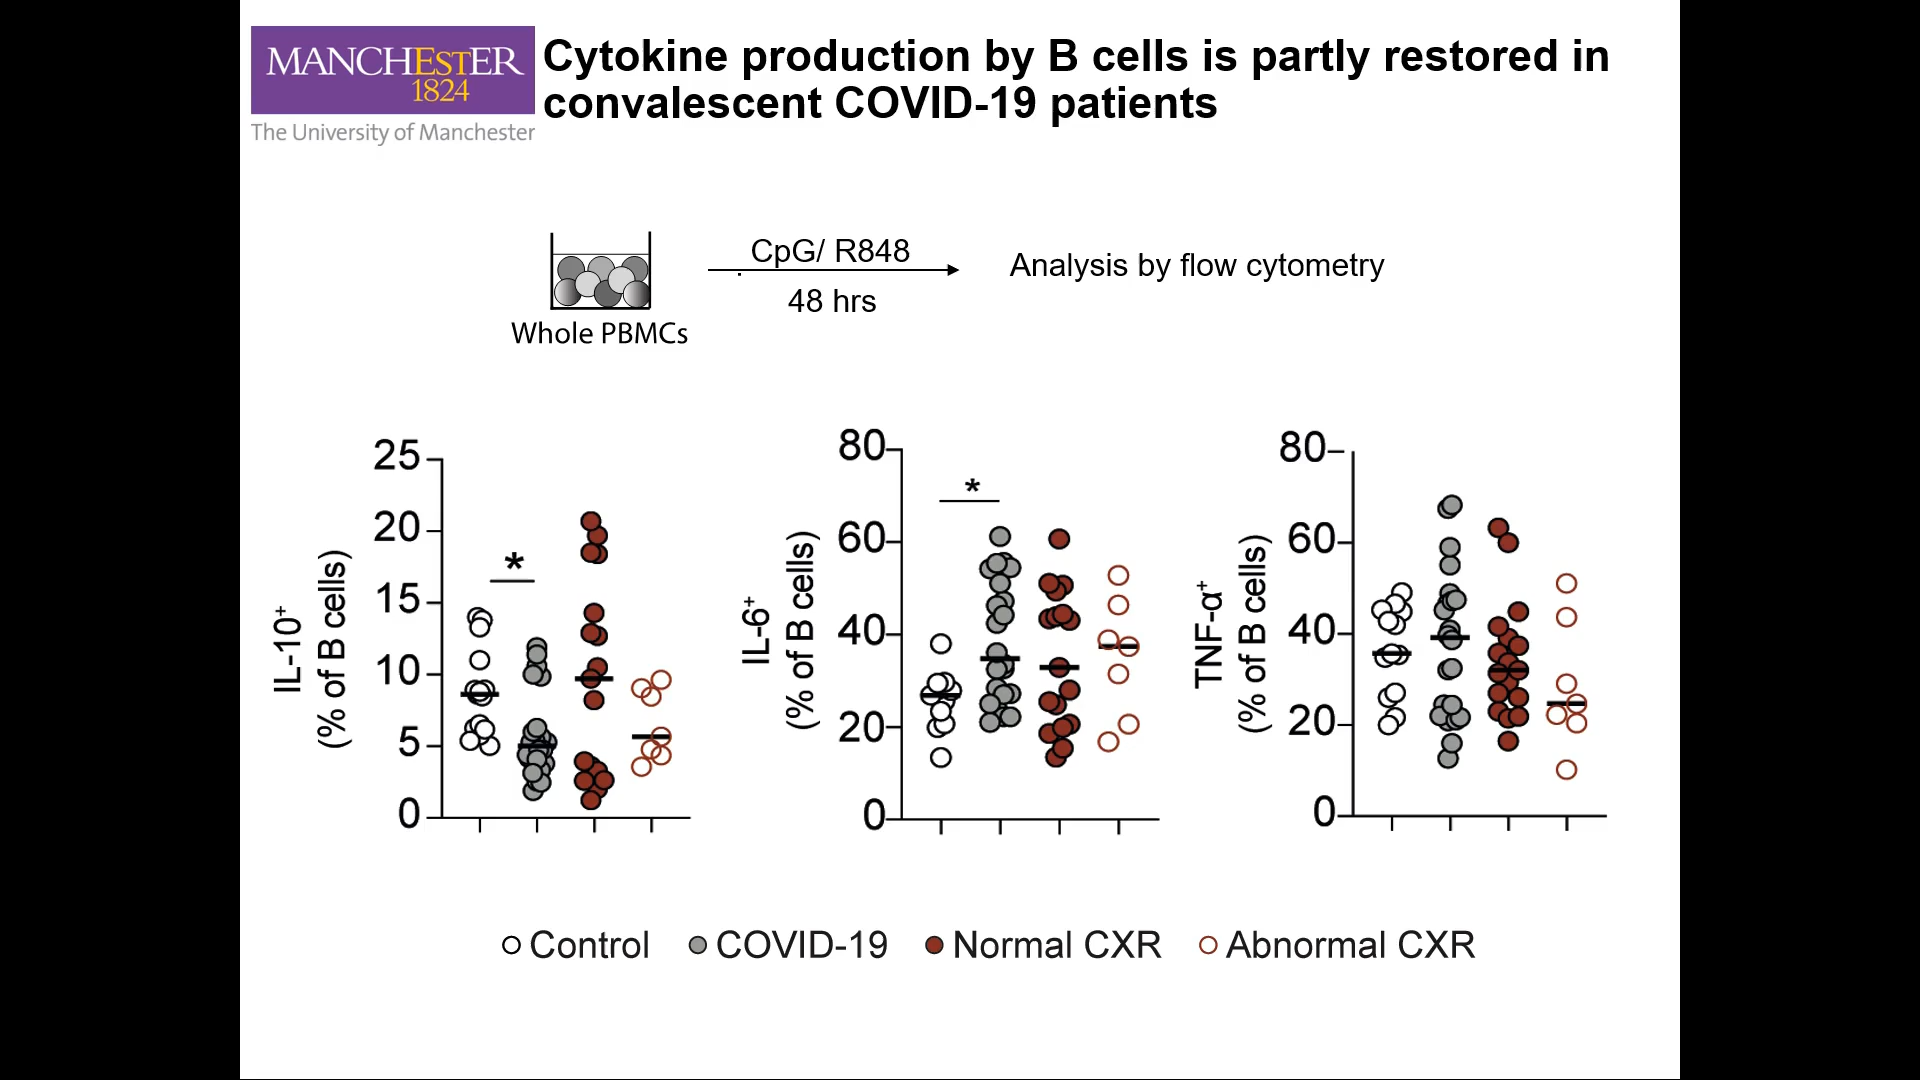 MANCHESTER
1824
The University of Manchester
Cytokine production by B cells is partly restored in
convalescent COVID-19 patients
CpG/ R848
48 hrs
Whole PBMCs
Analysis by flow cytometry
IL-10⁺
(% of B cells)
25
20
15
10
5
0
*
IL-6⁺
(% of B cells)
80
60
40
20
0
*
TNF-α⁺
(% of B cells)
80
60
40
20
0
Control
COVID-19
Normal CXR
Abnormal CXR